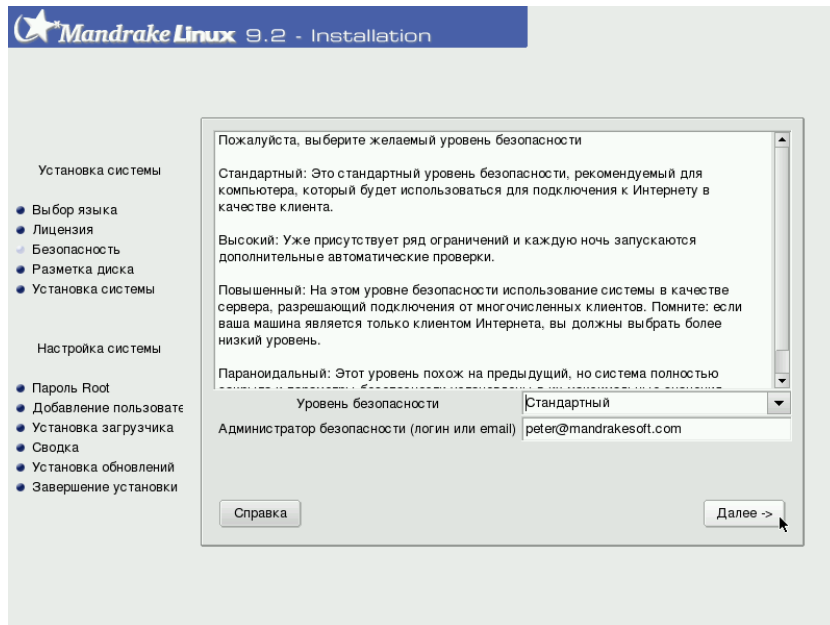 Mandrake Linux 9.2 - Installation
Установка системы
Выбор языка
Лицензия
Безопасность
Разметка диска
Установка системы
Настройка системы
Пароль Root
Добавление пользовате
Установка загрузчика
Сводка
Установка обновлений
Завершение установки
Пожалуйста, выберите желаемый уровень безопасности
Стандартный: Это стандартный уровень безопасности, рекомендуемый для
компьютера, который будет использоваться для подключения к Интернету в
качестве клиента.
Высокий: Уже присутствует ряд ограничений и каждую ночь запускаются
дополнительные автоматические проверки.
Повышенный: На этом уровне безопасности использование системы в качестве
сервера, разрешающий подключения от многочисленных клиентов. Помните: если
ваша машина является только клиентом Интернета, вы должны выбрать более
низкий уровень.
Параноидальный: Этот уровень похож на предыдущий, но система полностью
Уровень безопасности
Стандартный
Администратор безопасности (логин или email)
peter@mandrakesoft.com
Справка
Далее ->